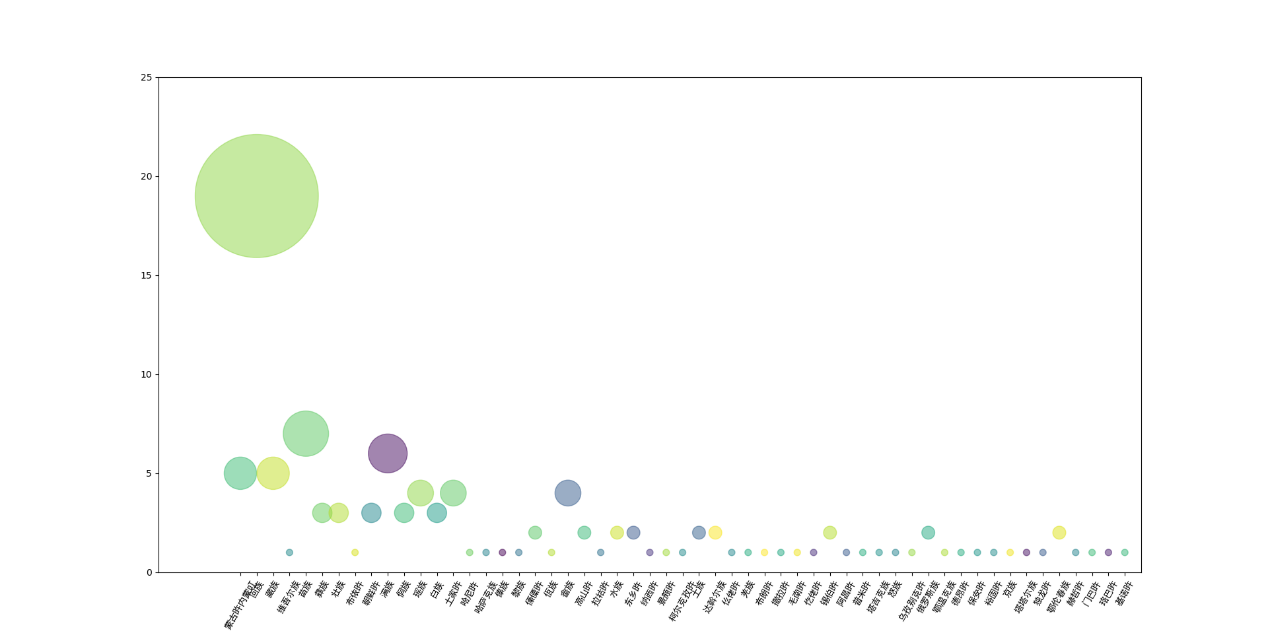 25
20
15
10
5
0
回族
藏族
维吾尔族
苗族
彝族
壮族
布依族
朝鲜族
满族
侗族
瑶族
白族
土家族
哈尼族
哈萨克族
傣族
黎族
傈僳族
佤族
畲族
高山族
拉祜族
水族
东乡族
纳西族
景颇族
柯尔克孜族
土族
达斡尔族
仫佬族
羌族
布朗族
撒拉族
毛南族
仡佬族
锡伯族
阿昌族
普米族
塔吉克族
怒族
乌孜别克族
俄罗斯族
鄂温克族
德昂族
保安族
裕固族
京族
塔塔尔族
独龙族
鄂伦春族
赫哲族
门巴族
珞巴族
基诺族